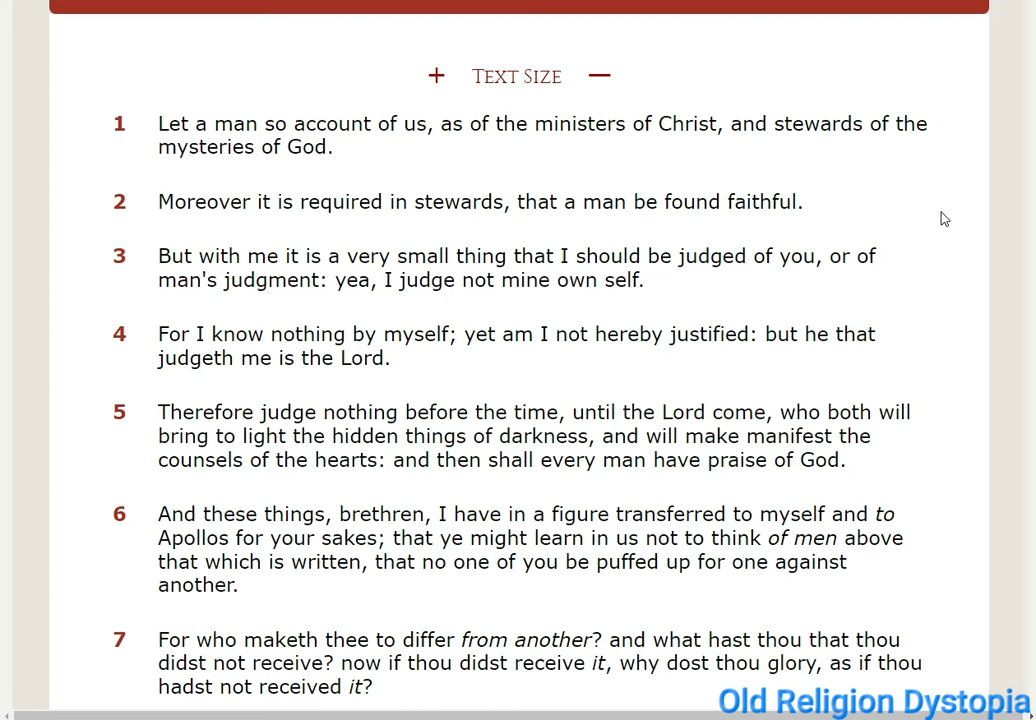 + Text Size —
1 Let a man so account of us, as of the ministers of Christ, and stewards of the
mysteries of God.
2 Moreover it is required in stewards, that a man be found faithful.
3 But with me it is a very small thing that I should be judged of you, or of
man's judgment: yea, I judge not mine own self.
4 For I know nothing by myself; yet am I not hereby justified: but he that
judgeth me is the Lord.
5 Therefore judge nothing before the time, until the Lord come, who both will
bring to light the hidden things of darkness, and will make manifest the
counsels of the hearts: and then shall every man have praise of God.
6 And these things, brethren, I have in a figure transferred to myself and to
Apollos for your sakes; that ye might learn in us not to think of men above
that which is written, that no one of you be puffed up for one against
another.
7 For who maketh thee to differ from another? and what hast thou that thou
didst not receive? now if thou didst receive it, why dost thou glory, as if thou
hadst not received it?
Old Religion Dystopia